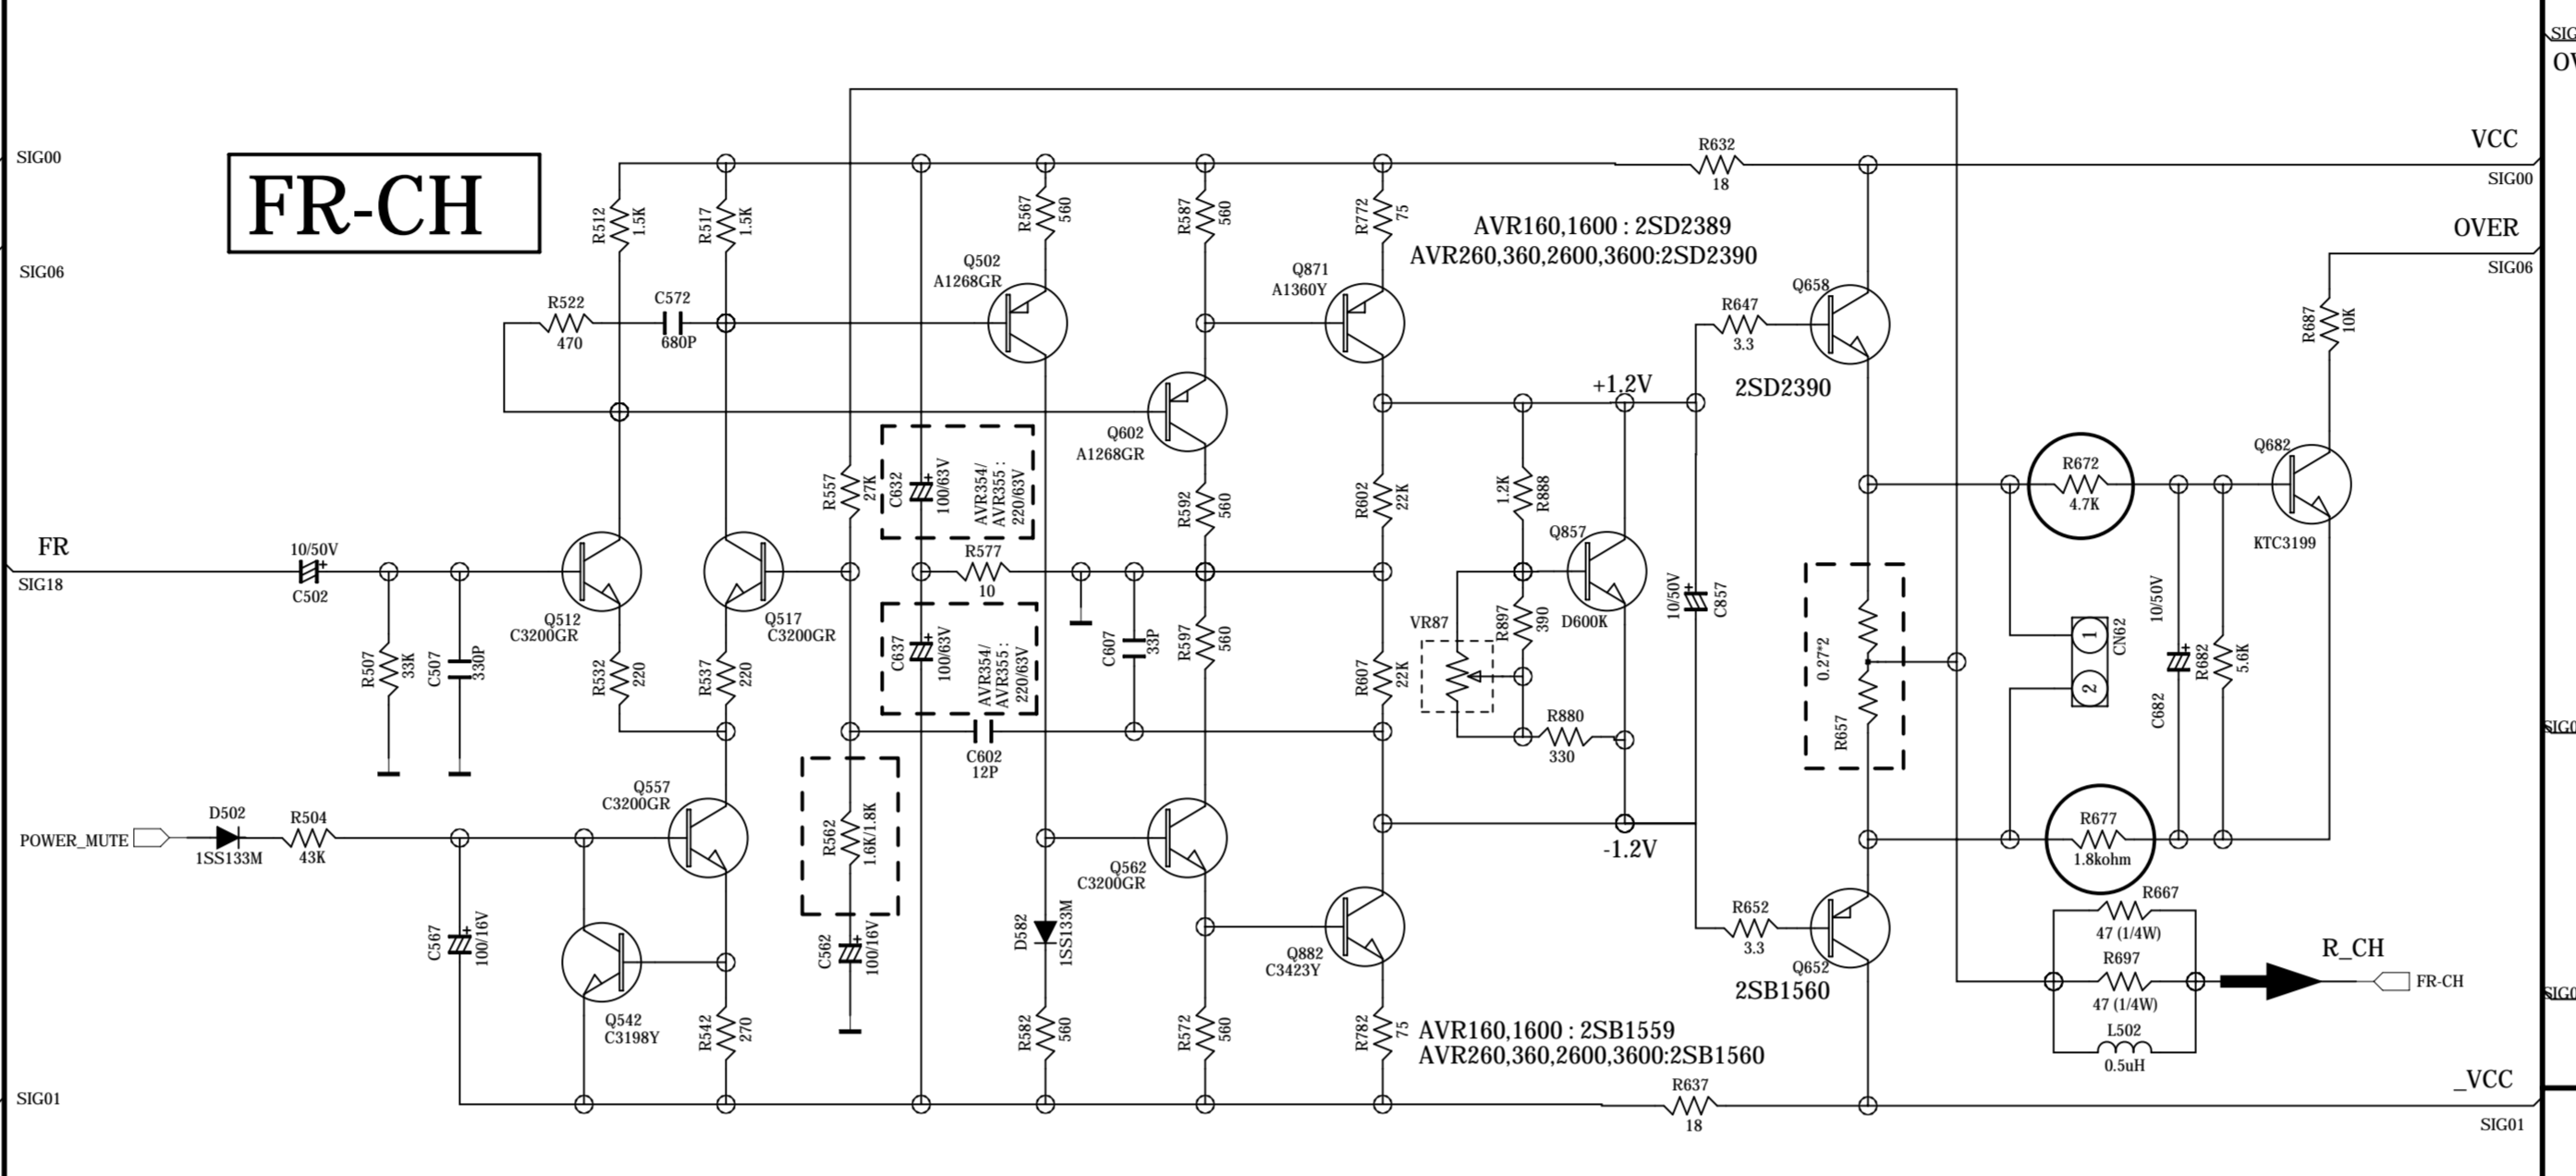 SIG00
FR-CH
SIG06
SIG
OV
R632
18
VCC
SIG00
R512
1.5K
R517
1.5K
R567
560
R587
560
R772
75
AVR160,1600 : 2SD2389
AVR260,360,2600,3600:2SD2390
OVER
SIG06
Q502
A1268GR
Q871
A1360Y
Q658
R522
470
C572
680P
R647
3.3
2SD2390
R687
10K
+1.2V
Q602
A1268GR
R557
27K
C632
100/63V
AVR354/
AVR355 :
220/63V
R592
560
R602
22K
1.2K
R888
R672
4.7K
Q682
KTC3199
FR
SIG18
10/50V
C502
Q512
C3200GR
Q517
C3200GR
R577
10
Q857
D600K
10/50V
C857
R507
33K
C507
330P
R532
220
R537
220
C637
100/63V
AVR354/
AVR355 :
220/63V
C607
33P
R597
560
R607
22K
VR87
R897
390
R880
330
0.27*2
R657
1
2
CN62
10/50V
C682
R682
5.6K
SIG0
C602
12P
Q557
C3200GR
POWER_MUTE
D502
1SS133M
R504
43K
R562
1.6K/1.8K
Q562
C3200GR
-1.2V
R677
1.8kohm
C567
100/16V
C562
100/16V
D582
1SS133M
Q882
C3423Y
R652
3.3
Q652
2SB1560
R667
47 (1/4W)
R697
47 (1/4W)
L502
0.5uH
R_CH
FR-CH
SIG0
Q542
C3198Y
R542
270
R582
560
R572
560
R782
75
AVR160,1600 : 2SB1559
AVR260,360,2600,3600:2SB1560
R637
18
_VCC
SIG01
SIG01